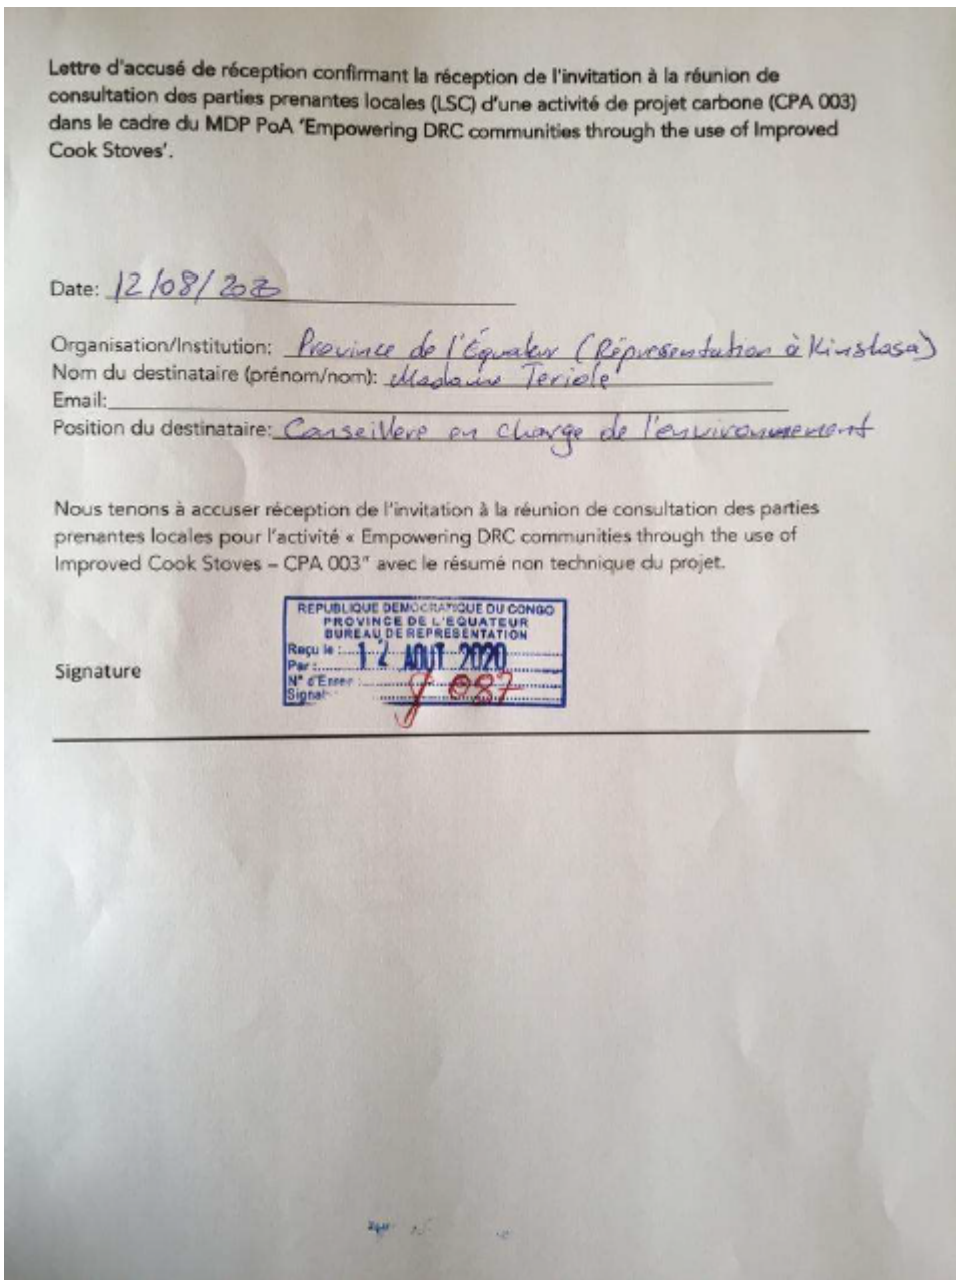 Lettre d'accusé de réception confirmant la réception de l'invitation à la réunion de
consultation des parties prenantes locales (LSC) d'une activité de projet carbone (CPA 003)
dans le cadre du MDP PoA 'Empowering DRC communities through the use of Improved
Cook Stoves'.
Date: 12/08/2020
Organisation/Institution: Province de l'Équateur (Répresentation à Kinshasa)
Nom du destinataire (prénom/nom): Madame
Email:
Position du destinataire: Conseillere en charge de l'environnement
Nous tenons à accuser réception de l'invitation à la réunion de consultation des parties
prenantes locales pour l'activité « Empowering DRC communities through the use of
Improved Cook Stoves – CPA 003" avec le résumé non technique du projet.
REPUBLIQUE DEMOCRATIQUE DU CONGO
PROVINCE DE L'EQUATEUR
BUREAU DE REPRESENTATION
Reçu le : 12 AOUT 2020
Par :
N° d'Enser : 087
Signat
Signature